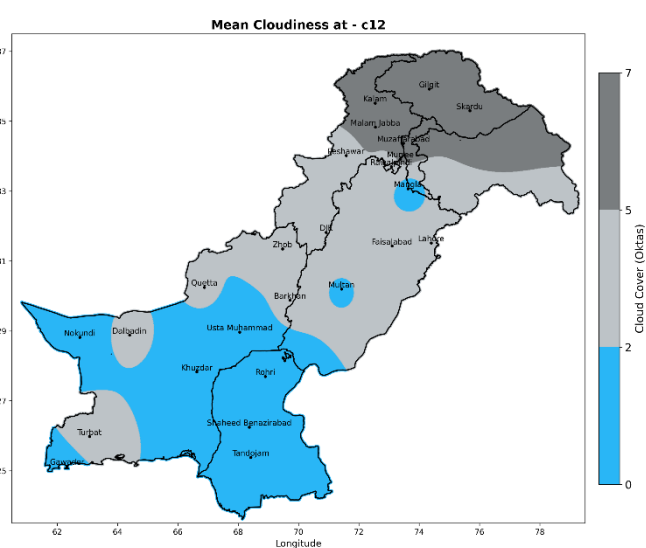 Mean Cloudiness at - c12
37
7
Gilgit
Kalam
Skardu
35
Malam Jabba
Muzaffarabad
Peshawar
Murree
33
Mangla
5
DIK
Zhob
Faisalabad
Lahore
31
Quetta
Multan
Barkhan
Cloud Cover (Oktas)
29
Nokundi
Dalbadin
Usta Muhammad
2
Khuzdar
Rohri
27
Turbat
Shaheed Benazirabad
Gawader
Tandojam
25
0
62 64 66 68 70 72 74 76 78
Longitude